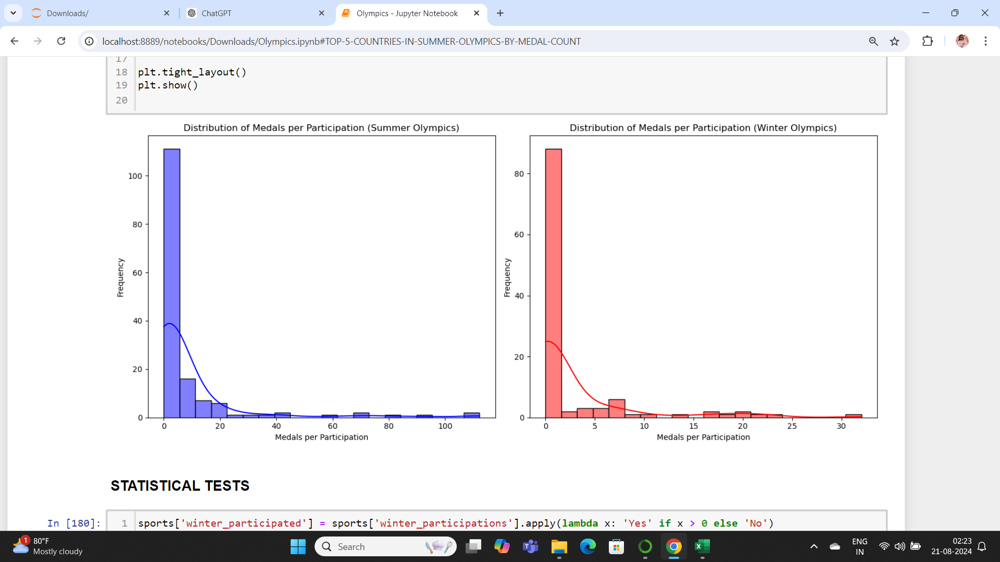 Downloads/
ChatGPT
Olympics - Jupyter Notebook
localhost:8889/notebooks/Downloads/Olympics.ipynb#TOP-5-COUNTRIES-IN-SUMMER-OLYMPICS-BY-MEDAL-COUNT
17
18 plt.tight_layout()
19 plt.show()
20
Distribution of Medals per Participation (Summer Olympics)
100
80
60
40
20
0
Frequency
0 20 40 60 80 100
Medals per Participation
Distribution of Medals per Participation (Winter Olympics)
80
60
40
20
0
Frequency
0 5 10 15 20 25 30
Medals per Participation
STATISTICAL TESTS
In [180]: 1 sports['winter_participated'] = sports['winter_participations'].apply(lambda x: 'Yes' if x > 0 else 'No')
1
80°F
Mostly cloudy
Search
ENG
IN
02:23
21-08-2024